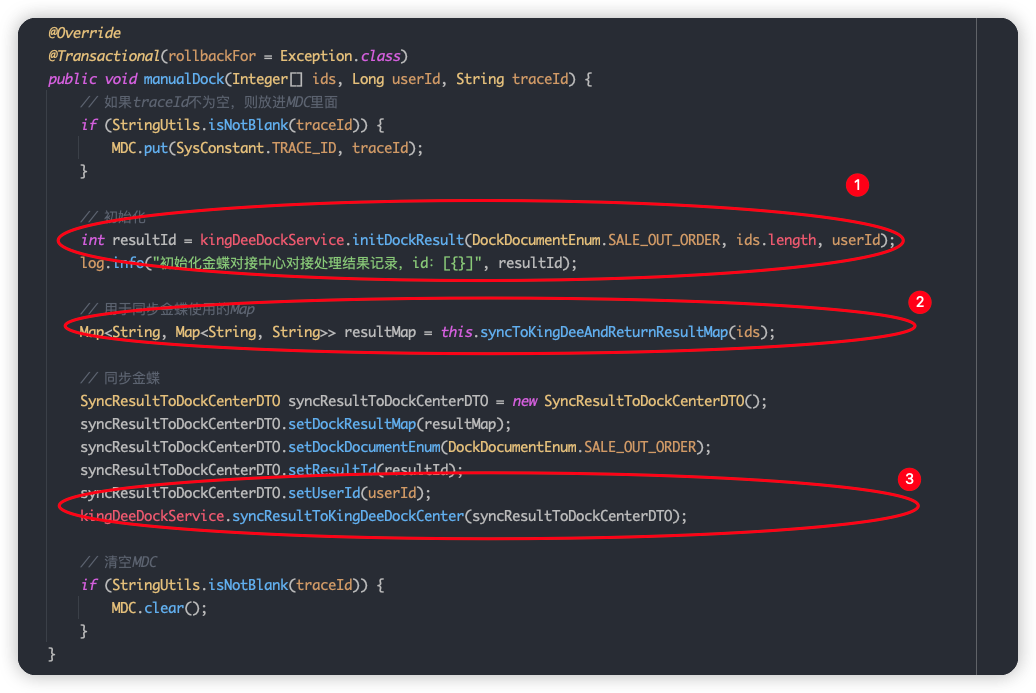 @Override
@Transactional(rollbackFor = Exception.class)
public void manualDock(Integer[] ids, Long userId, String traceId) {
// 如果traceId不为空，则放进MDC里面
if (StringUtils.isNotBlank(traceId)) {
MDC.put(SysConstant.TRACE_ID, traceId);
}
1
// 初始化
int resultId = kingDeeDockService.initDockResult(DockDocumentEnum.SALE_OUT_ORDER, ids.length, userId);
log.info("初始化金蝶对接中心对接处理结果记录，id：[{}]", resultId);
2
// 用于同步金蝶使用的Map
Map<String, Map<String, String>> resultMap = this.syncToKingDeeAndReturnResultMap(ids);
// 同步金蝶
SyncResultToDockCenterDTO syncResultToDockCenterDTO = new SyncResultToDockCenterDTO();
syncResultToDockCenterDTO.setDockResultMap(resultMap);
syncResultToDockCenterDTO.setDockDocumentEnum(DockDocumentEnum.SALE_OUT_ORDER);
syncResultToDockCenterDTO.setResultId(resultId);
3
syncResultToDockCenterDTO.setUserId(userId);
kingDeeDockService.syncResultToKingDeeDockCenter(syncResultToDockCenterDTO);
// 清空MDC
if (StringUtils.isNotBlank(traceId)) {
MDC.clear();
}
}